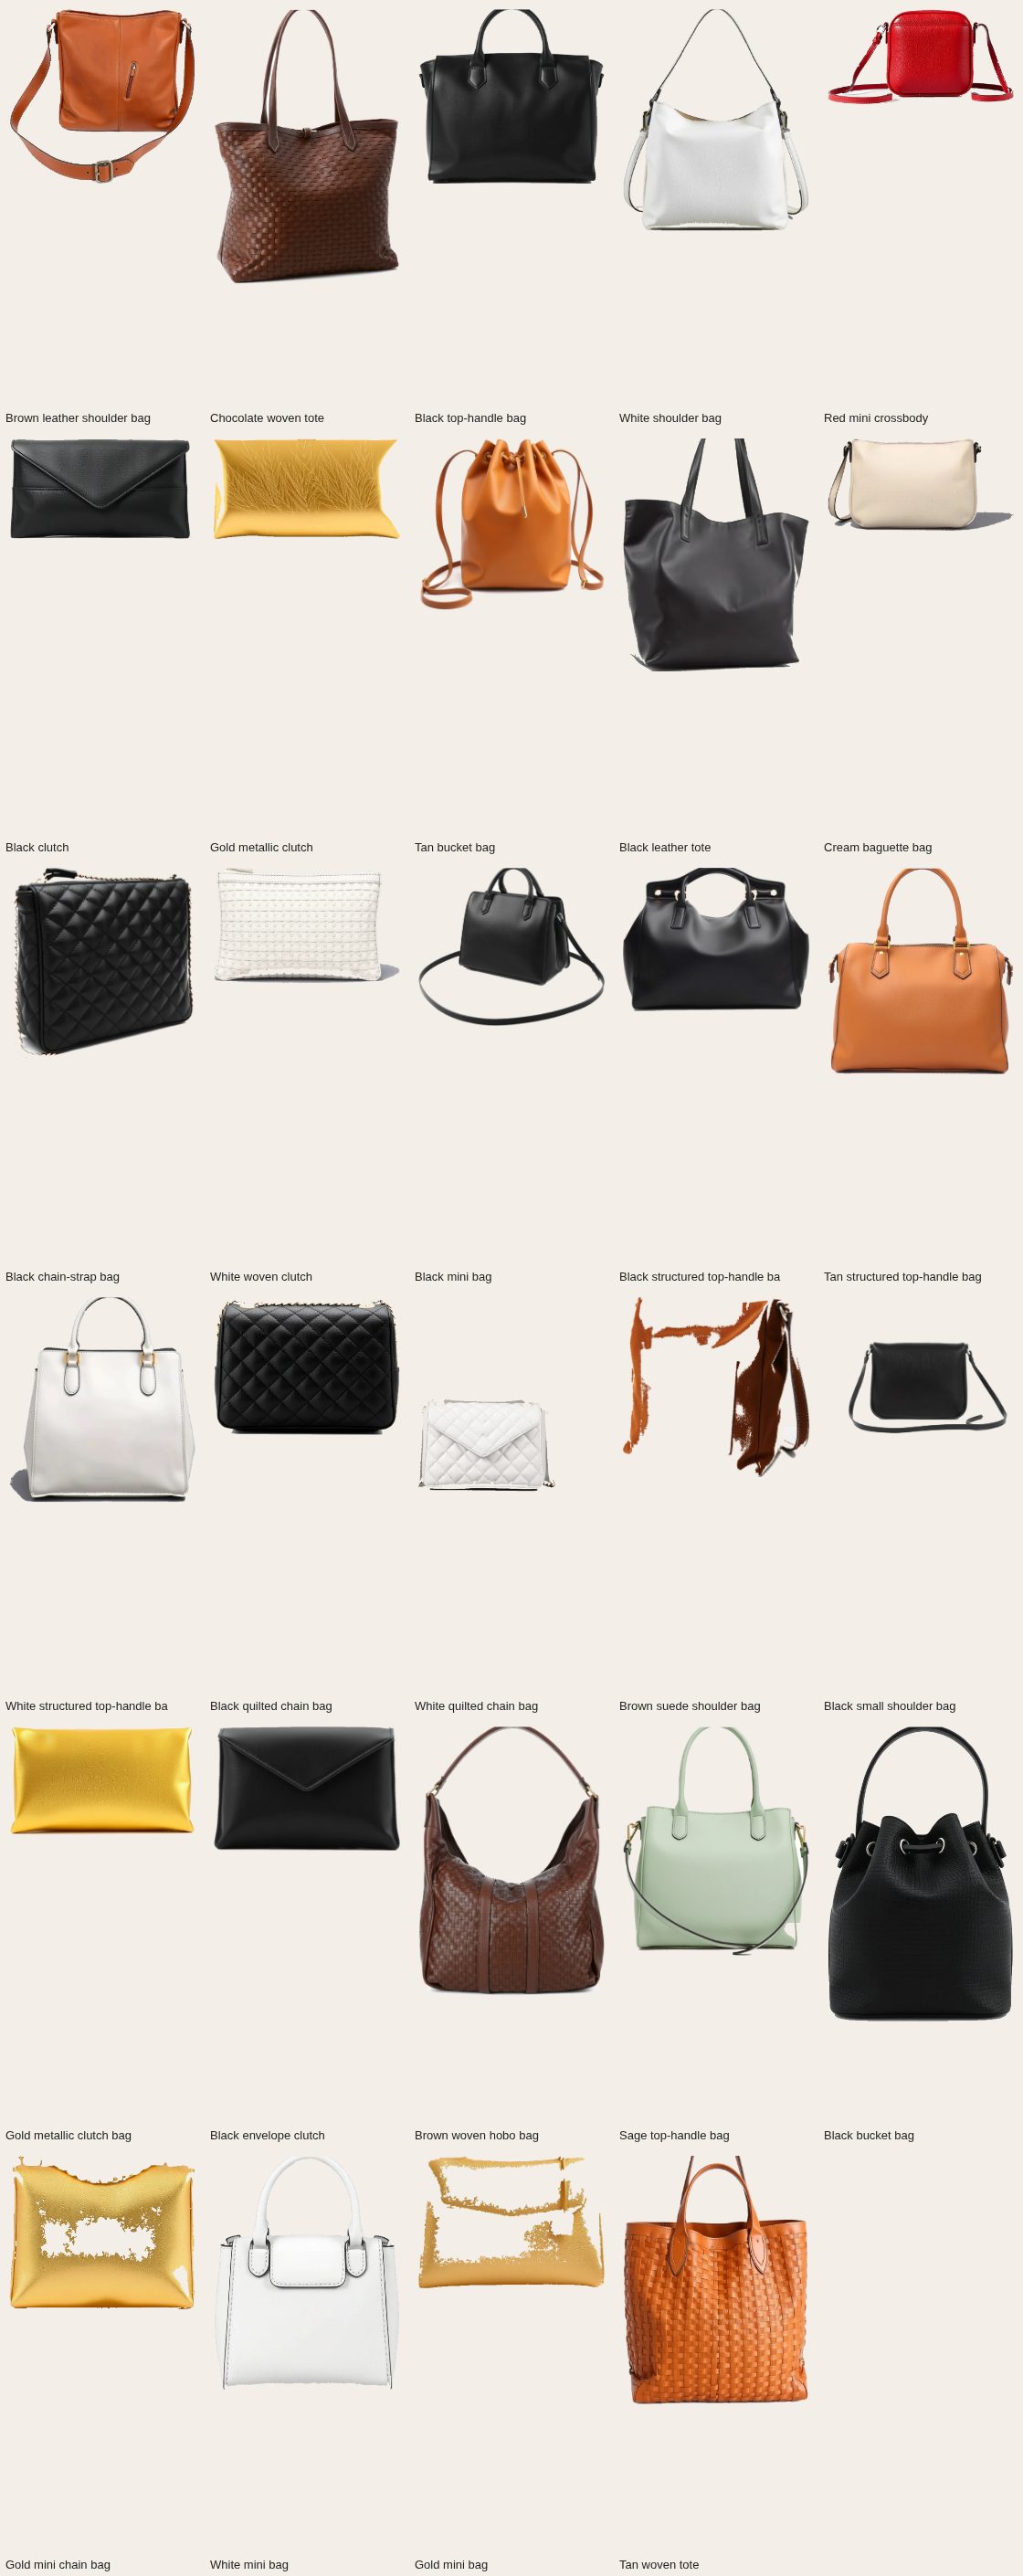 Brown leather shoulder bag
Chocolate woven tote
Black top-handle bag
White shoulder bag
Red mini crossbody
Black clutch
Gold metallic clutch
Tan bucket bag
Black leather tote
Cream baguette bag
Black chain-strap bag
White woven clutch
Black mini bag
Black structured top-handle ba
Tan structured top-handle bag
White structured top-handle ba
Black quilted chain bag
White quilted chain bag
Brown suede shoulder bag
Black small shoulder bag
Gold metallic clutch bag
Black envelope clutch
Brown woven hobo bag
Sage top-handle bag
Black bucket bag
Gold mini chain bag
White mini bag
Gold mini bag
Tan woven tote